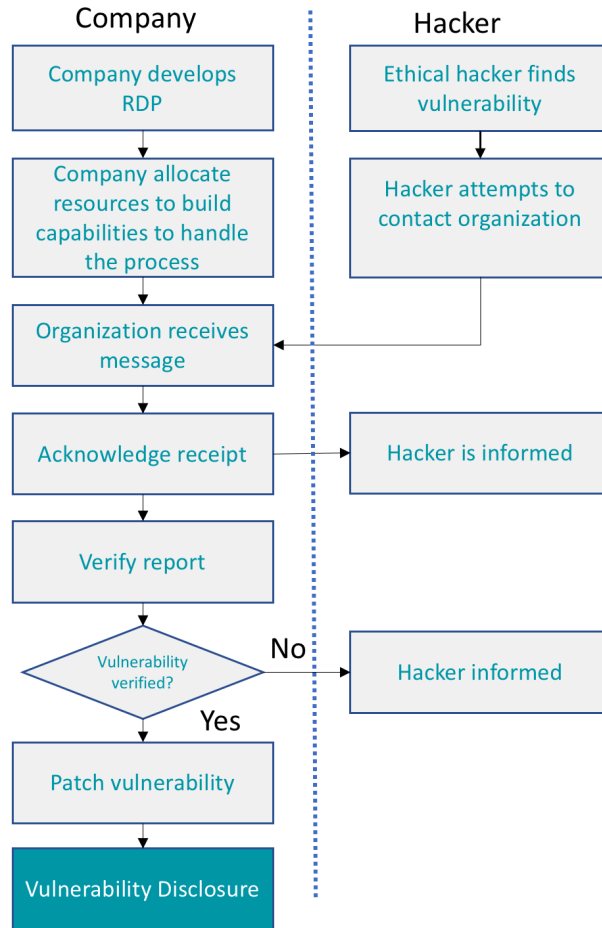 Company
Hacker
Company develops
RDP
Ethical hacker finds
vulnerability
Company allocate
resources to build
capabilities to handle
the process
Hacker attempts to
contact organization
Organization receives
message
Acknowledge receipt
Hacker is informed
Verify report
Vulnerability
verified?
No
Hacker informed
Yes
Patch vulnerability
Vulnerability Disclosure